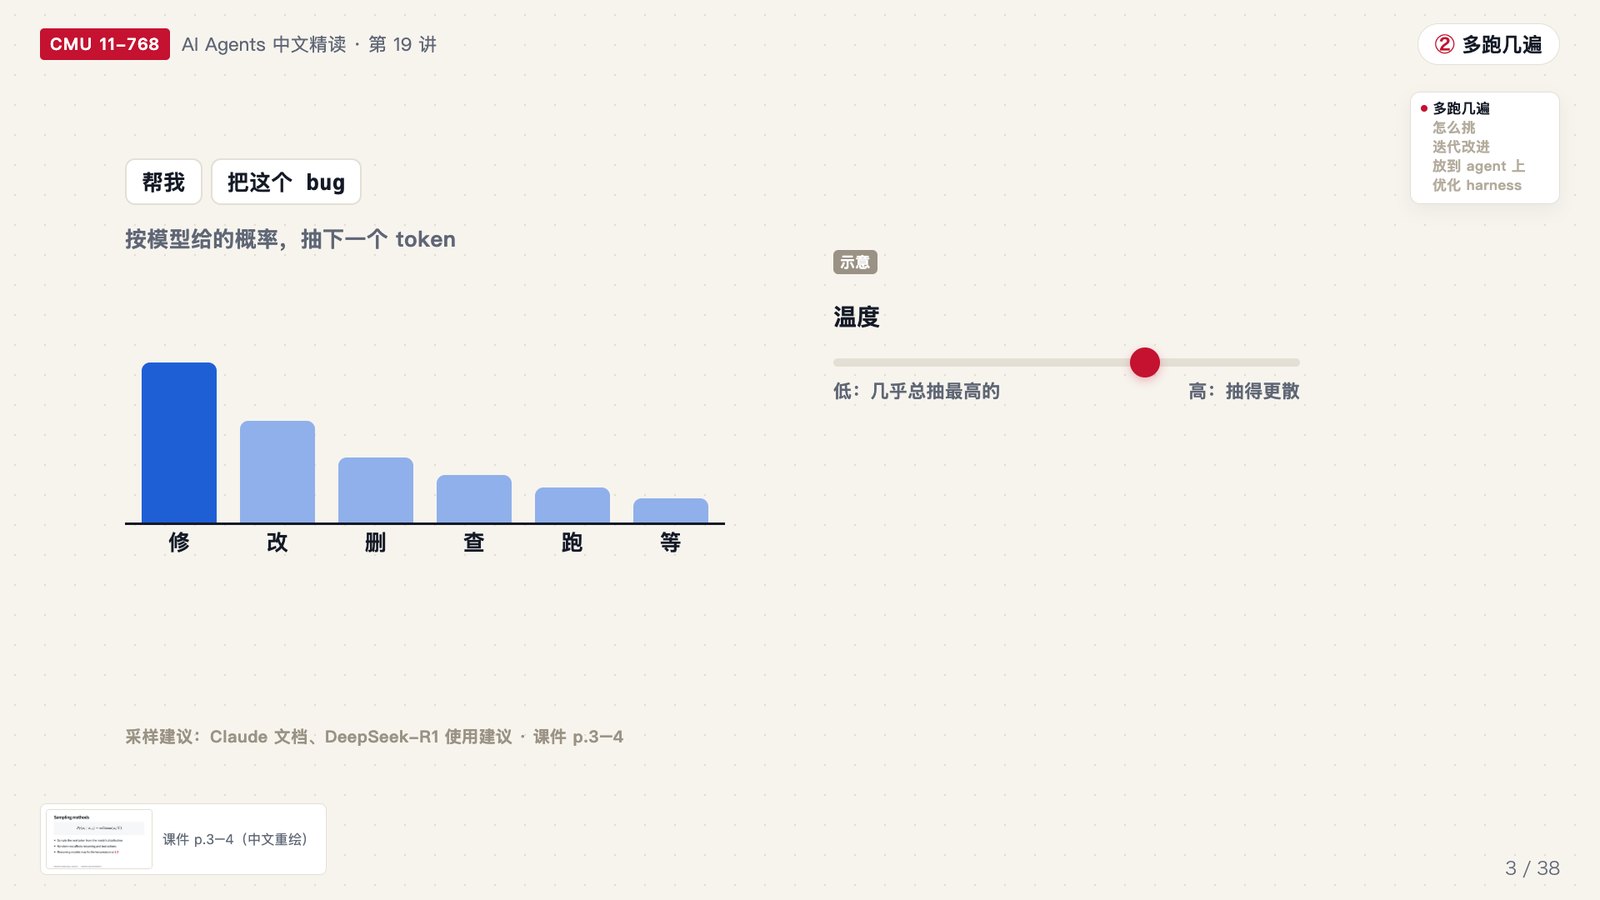 CMU 11-768 AI Agents 中文精读 · 第 19 讲
② 多跑几遍
多跑几遍
怎么挑
迭代改进
放到 agent 上
优化 harness
帮我 把这个 bug
按模型给的概率，抽下一个 token
示意
温度
低：几乎总抽最高的 高：抽得更散
修 改 删 查 跑 等
采样建议：Claude 文档、DeepSeek-R1 使用建议 · 课件 p.3—4
Sampling methods
课件 p.3—4（中文重绘）
3 / 38